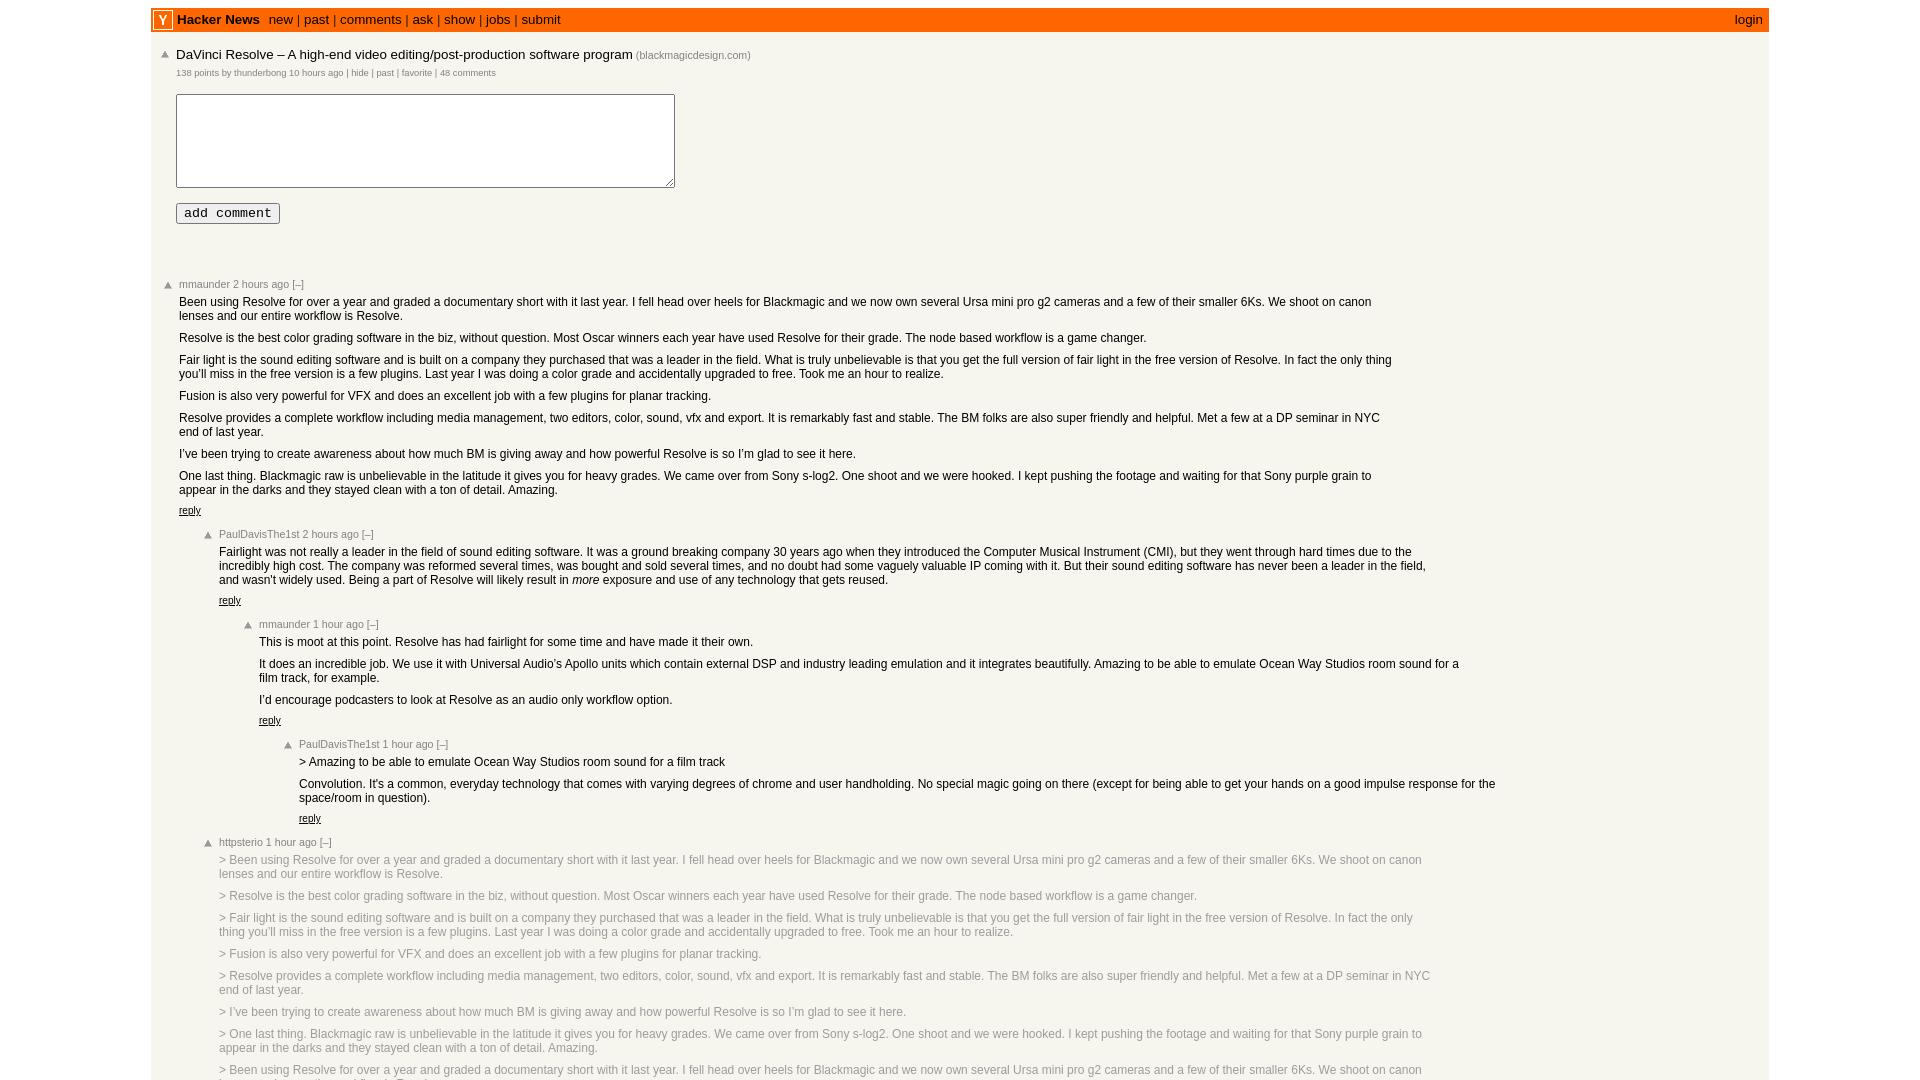 Y Hacker News new | past | comments | ask | show | jobs | submit login
DaVinci Resolve – A high-end video editing/post-production software program (blackmagicdesign.com)
138 points by thunderbong 10 hours ago | hide | past | favorite | 48 comments
add comment
mmaunder 2 hours ago [–]
Been using Resolve for over a year and graded a documentary short with it last year. I fell head over heels for Blackmagic and we now own several Ursa mini pro g2 cameras and a few of their smaller 6Ks. We shoot on canon
lenses and our entire workflow is Resolve.
Resolve is the best color grading software in the biz, without question. Most Oscar winners each year have used Resolve for their grade. The node based workflow is a game changer.
Fair light is the sound editing software and is built on a company they purchased that was a leader in the field. What is truly unbelievable is that you get the full version of fair light in the free version of Resolve. In fact the only thing
you’ll miss in the free version is a few plugins. Last year I was doing a color grade and accidentally upgraded to free. Took me an hour to realize.
Fusion is also very powerful for VFX and does an excellent job with a few plugins for planar tracking.
Resolve provides a complete workflow including media management, two editors, color, sound, vfx and export. It is remarkably fast and stable. The BM folks are also super friendly and helpful. Met a few at a DP seminar in NYC
end of last year.
I’ve been trying to create awareness about how much BM is giving away and how powerful Resolve is so I’m glad to see it here.
One last thing. Blackmagic raw is unbelievable in the latitude it gives you for heavy grades. We came over from Sony s-log2. One shoot and we were hooked. I kept pushing the footage and waiting for that Sony purple grain to
appear in the darks and they stayed clean with a ton of detail. Amazing.
reply
PaulDavisThe1st 2 hours ago [–]
Fairlight was not really a leader in the field of sound editing software. It was a ground breaking company 30 years ago when they introduced the Computer Musical Instrument (CMI), but they went through hard times due to the
incredibly high cost. The company was reformed several times, was bought and sold several times, and no doubt had some vaguely valuable IP coming with it. But their sound editing software has never been a leader in the field,
and wasn't widely used. Being a part of Resolve will likely result in more exposure and use of any technology that gets reused.
reply
mmaunder 1 hour ago [–]
This is moot at this point. Resolve has had fairlight for some time and have made it their own.
It does an incredible job. We use it with Universal Audio’s Apollo units which contain external DSP and industry leading emulation and it integrates beautifully. Amazing to be able to emulate Ocean Way Studios room sound for a
film track, for example.
I’d encourage podcasters to look at Resolve as an audio only workflow option.
reply
PaulDavisThe1st 1 hour ago [–]
> Amazing to be able to emulate Ocean Way Studios room sound for a film track
Convolution. It's a common, everyday technology that comes with varying degrees of chrome and user handholding. No special magic going on there (except for being able to get your hands on a good impulse response for the
space/room in question).
reply
httpsterio 1 hour ago [–]
> Been using Resolve for over a year and graded a documentary short with it last year. I fell head over heels for Blackmagic and we now own several Ursa mini pro g2 cameras and a few of their smaller 6Ks. We shoot on canon
lenses and our entire workflow is Resolve.
> Resolve is the best color grading software in the biz, without question. Most Oscar winners each year have used Resolve for their grade. The node based workflow is a game changer.
> Fair light is the sound editing software and is built on a company they purchased that was a leader in the field. What is truly unbelievable is that you get the full version of fair light in the free version of Resolve. In fact the only
thing you’ll miss in the free version is a few plugins. Last year I was doing a color grade and accidentally upgraded to free. Took me an hour to realize.
> Fusion is also very powerful for VFX and does an excellent job with a few plugins for planar tracking.
> Resolve provides a complete workflow including media management, two editors, color, sound, vfx and export. It is remarkably fast and stable. The BM folks are also super friendly and helpful. Met a few at a DP seminar in NYC
end of last year.
> I’ve been trying to create awareness about how much BM is giving away and how powerful Resolve is so I’m glad to see it here.
> One last thing. Blackmagic raw is unbelievable in the latitude it gives you for heavy grades. We came over from Sony s-log2. One shoot and we were hooked. I kept pushing the footage and waiting for that Sony purple grain to
appear in the darks and they stayed clean with a ton of detail. Amazing.
> Been using Resolve for over a year and graded a documentary short with it last year. I fell head over heels for Blackmagic and we now own several Ursa mini pro g2 cameras and a few of their smaller 6Ks. We shoot on canon